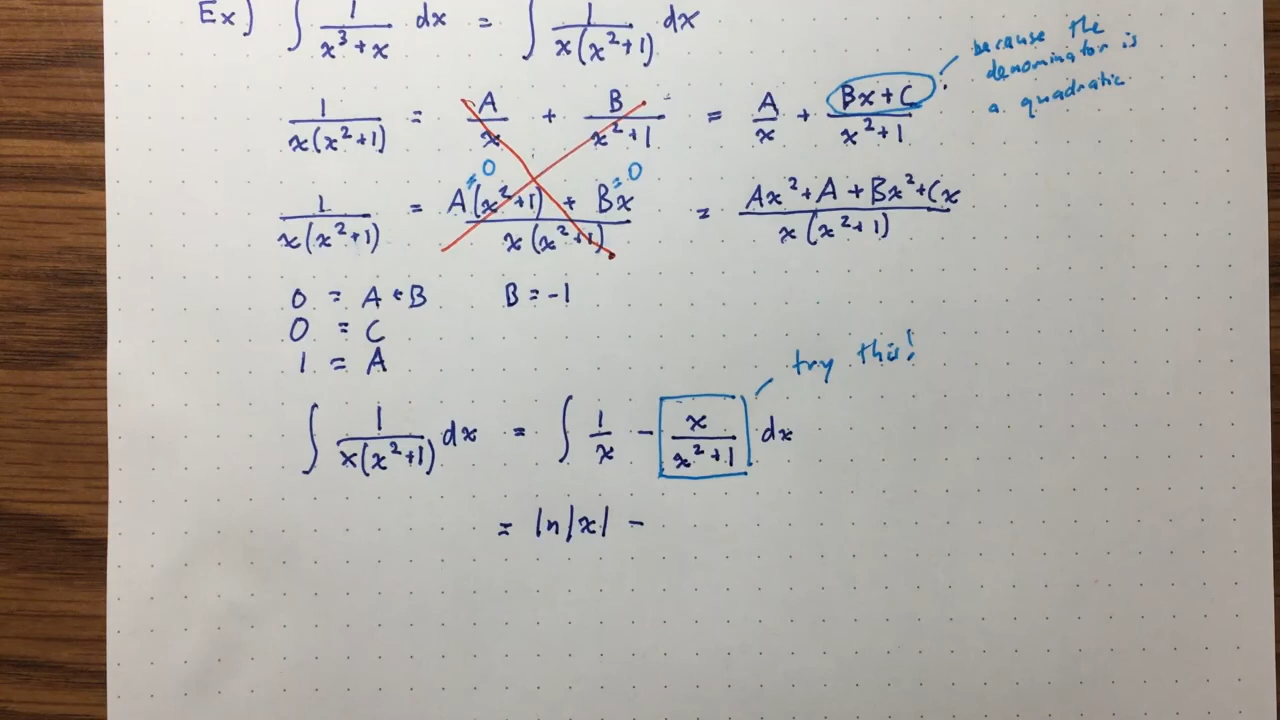 Ex) ∫ 1/(x³+x) dx = ∫ 1/(x(x²+1)) dx
because the
denominator is
a quadratic
1/(x(x²+1)) = A/x + B/(x²+1) = A/x + (Bx+C)/(x²+1)
=0 =0
1/(x(x²+1)) = (A(x²+1) + Bx)/(x(x²+1)) = (Ax²+A+Bx²+Cx)/(x(x²+1))
0 = A+B B=-1
0 = C
1 = A
try this!
∫ 1/(x(x²+1)) dx = ∫ 1/x - x/(x²+1) dx
= ln|x| -